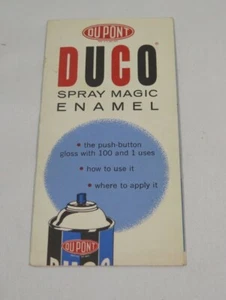 DU PONT
DUCO®
SPRAY MAGIC
ENAMEL
• the push-button
gloss with 100 and 1 uses
• how to use it
• where to apply it
DU PONT
DUCO